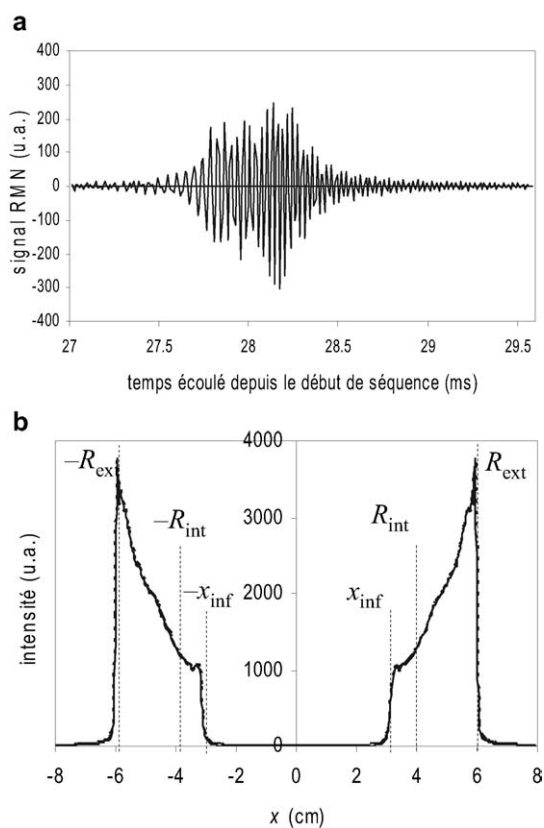 a
signal RMN (u.a.)
400
300
200
100
0
-100
-200
-300
-400
27
27.5
28
28.5
29
29.5
temps écoulé depuis le début de séquence (ms)
b
intensité (u.a.)
4000
3000
2000
1000
0
–Rext
–Rint
–xinf
xinf
Rint
Rext
-8
-6
-4
-2
0
2
4
6
8
x (cm)